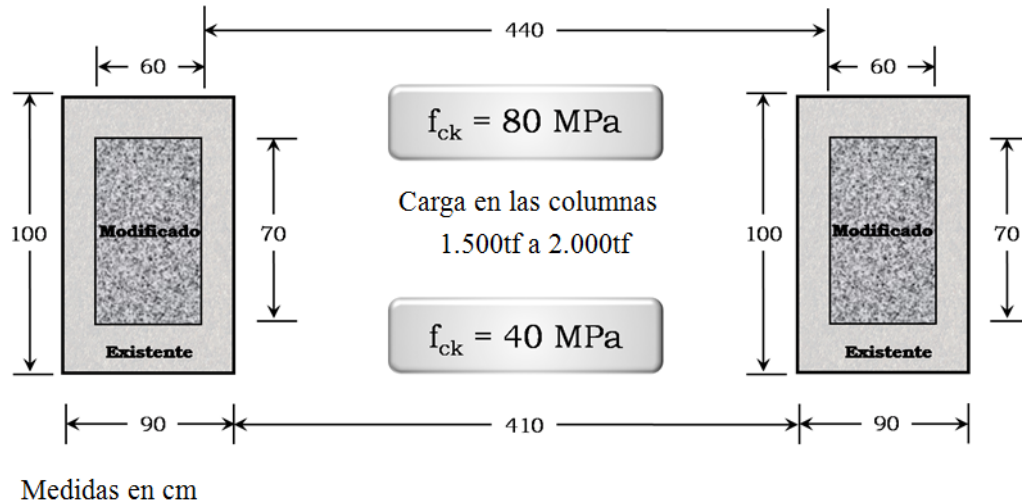 440
60
60
f_ck = 80 MPa
Carga en las columnas
1.500tf a 2.000tf
100
Modificado
70
100
Modificado
70
f_ck = 40 MPa
Existente
Existente
90
410
90
Medidas en cm